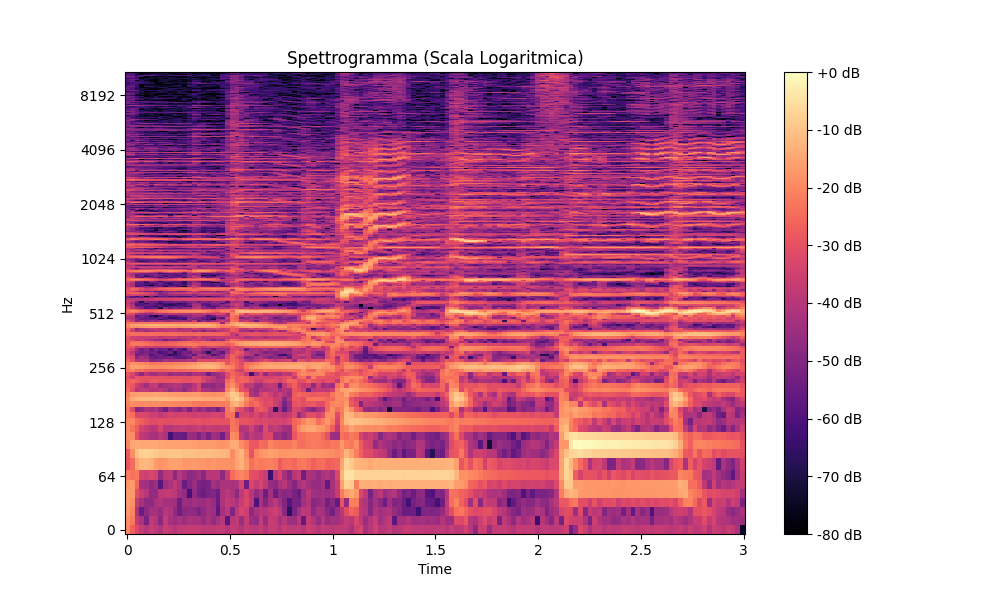 Spettrogramma (Scala Logaritmica)
Hz
8192
4096
2048
1024
512
256
128
64
0
0
0.5
1
1.5
2
2.5
3
Time
+0 dB
-10 dB
-20 dB
-30 dB
-40 dB
-50 dB
-60 dB
-70 dB
-80 dB